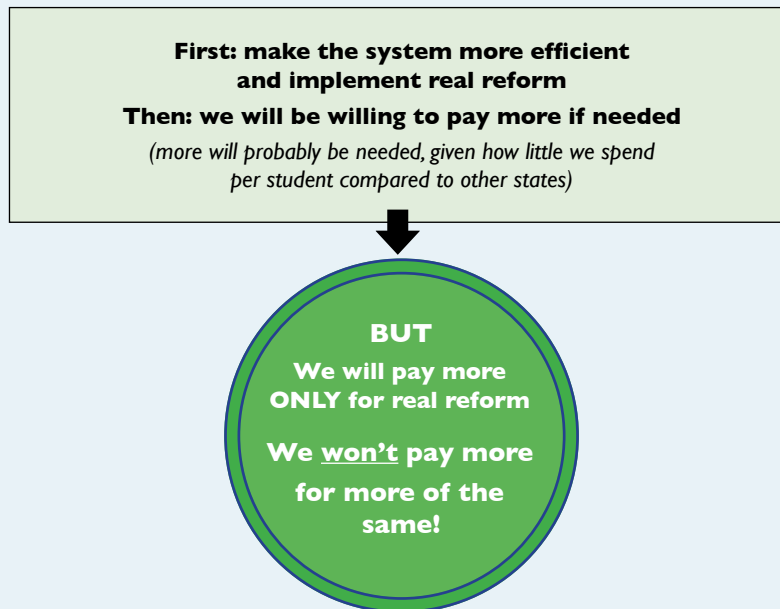 First: make the system more efficient
and implement real reform
Then: we will be willing to pay more if needed
(more will probably be needed, given how little we spend
per student compared to other states)
BUT
We will pay more
ONLY for real reform
We won’t pay more
for more of the
same!